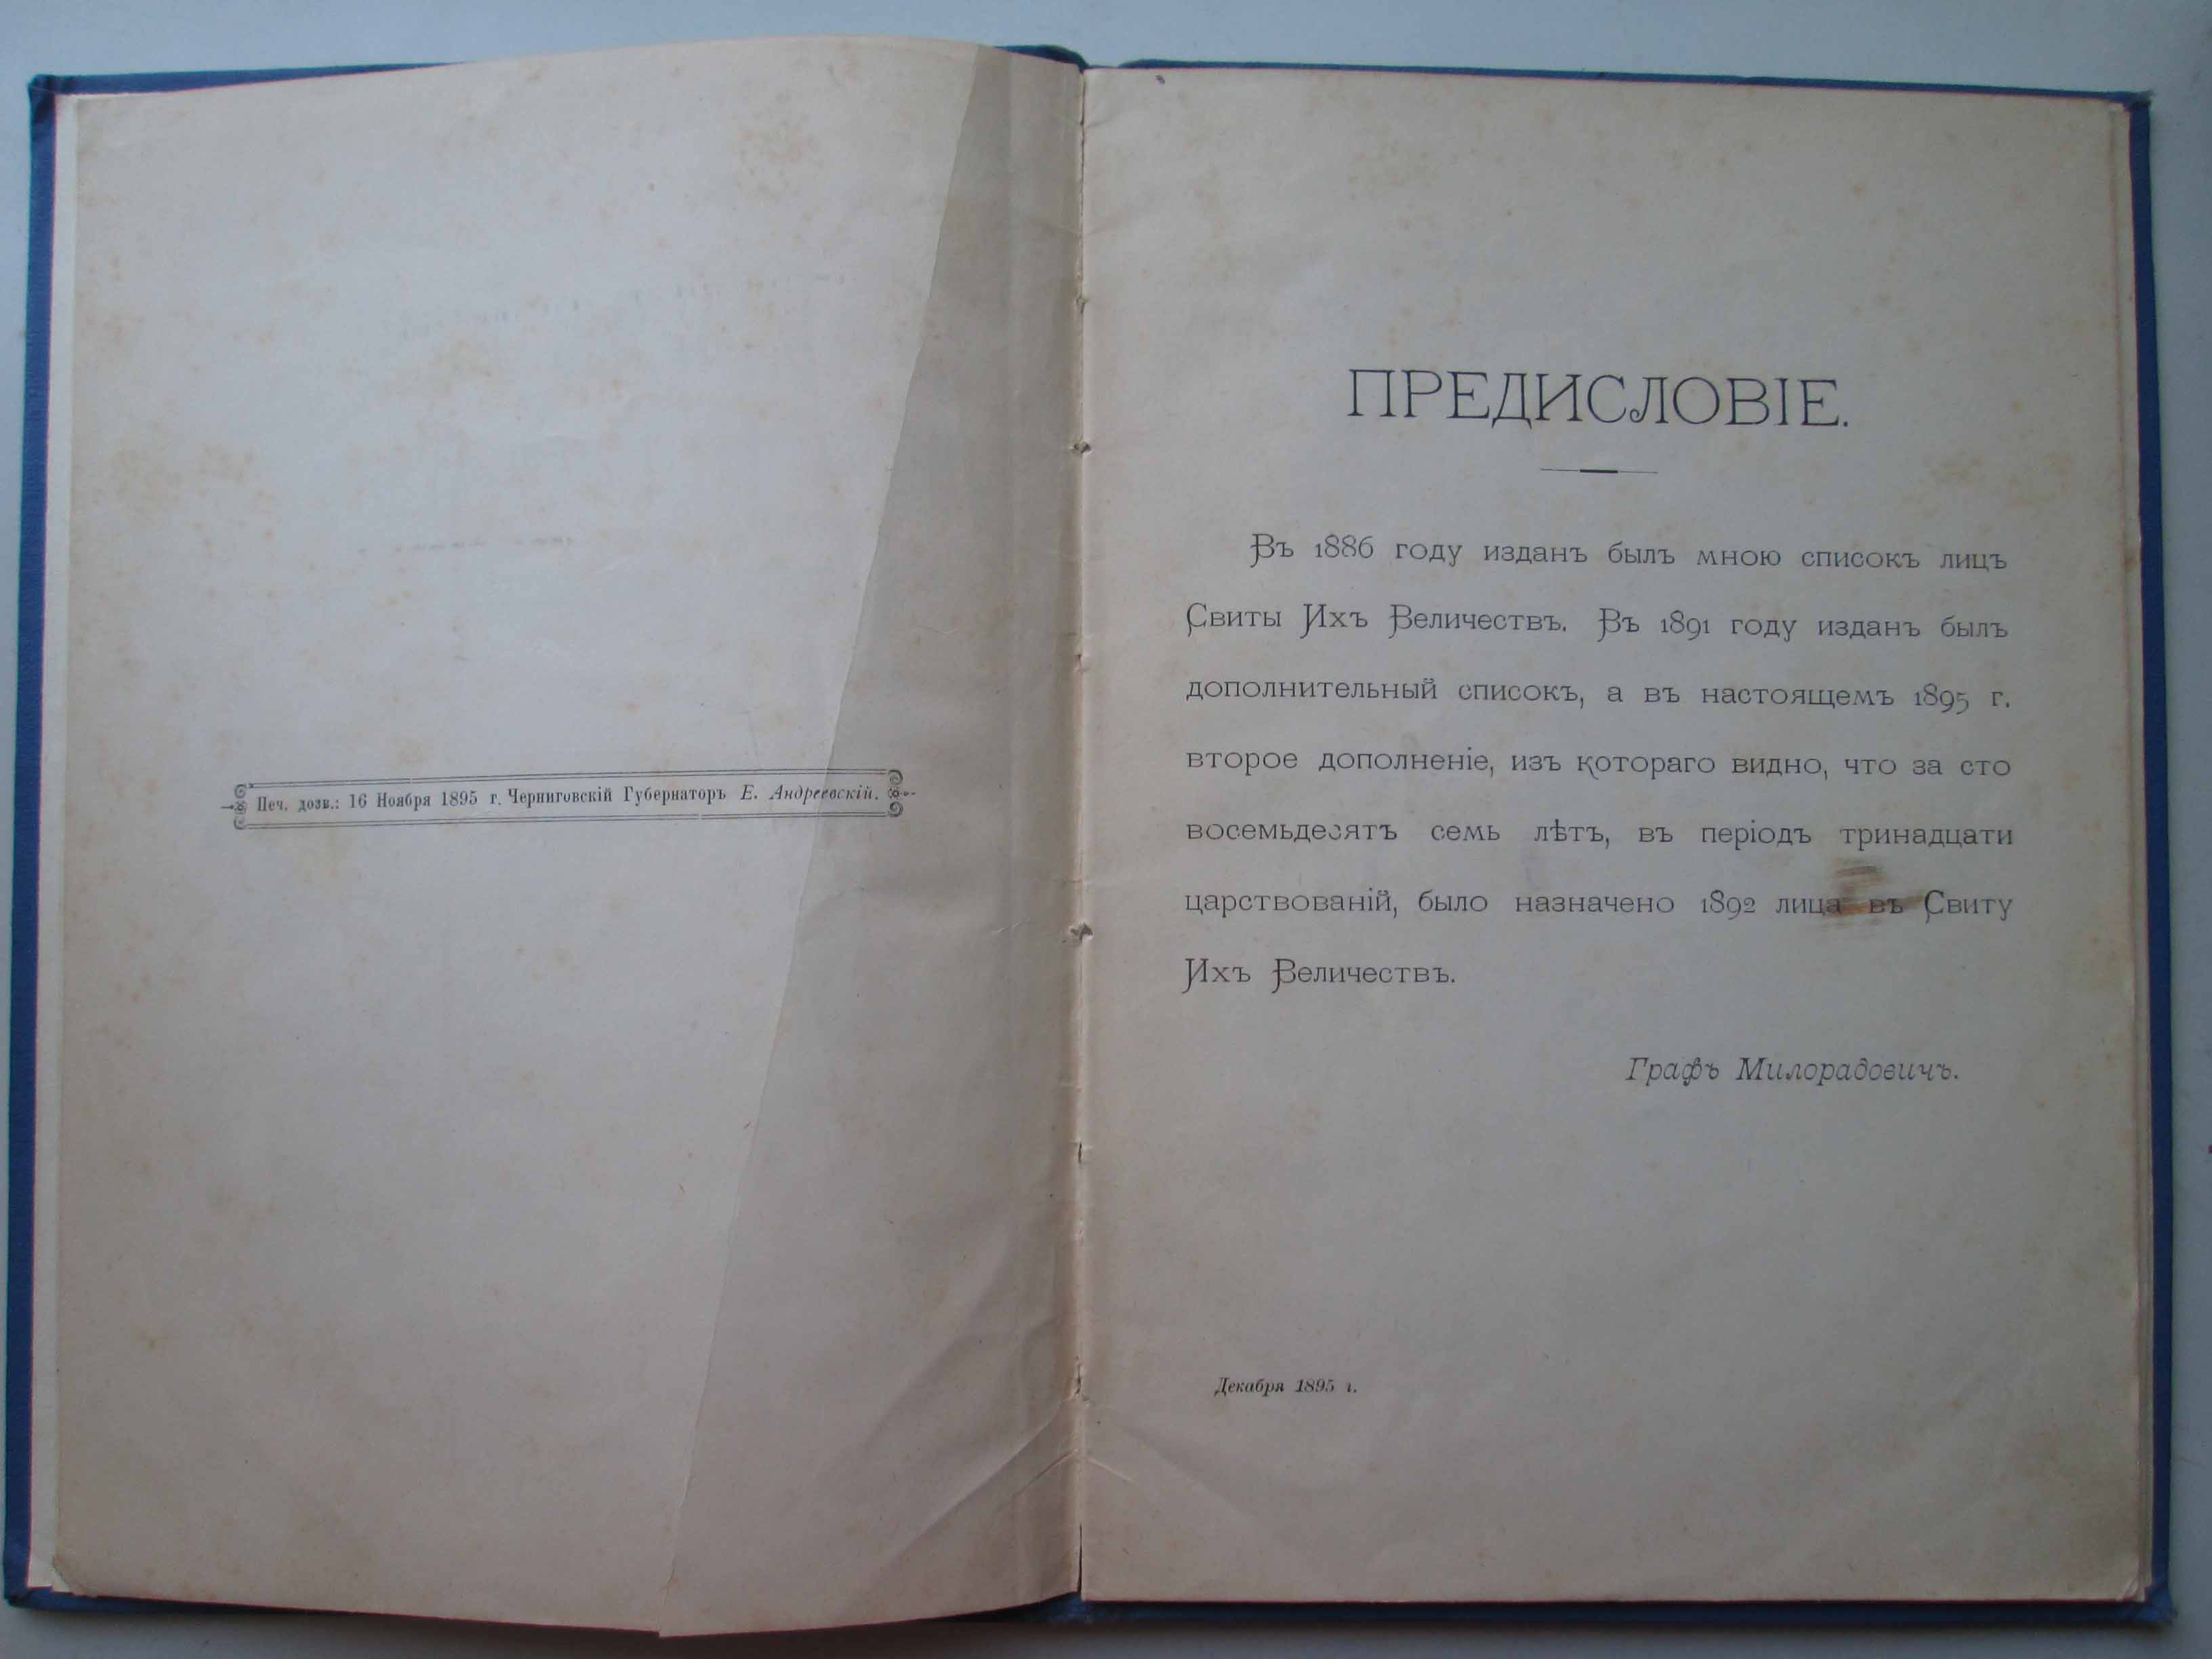 Печ. дозв.: 16 Ноября 1895 г. Черниговскій Губернаторъ Е. Андреевскій.
ПРЕДИСЛОВІЕ.
Въ 1886 году изданъ былъ мною списокъ лицъ
Свиты Ихъ Величествъ. Въ 1891 году изданъ былъ
дополнительный списокъ, а въ настоящемъ 1895 г.
второе дополненіе, изъ котораго видно, что за сто
восемьдесятъ семь лѣтъ, въ періодъ тринадцати
царствованій, было назначено 1892 лица въ Свиту
Ихъ Величествъ.
Графъ Милорадовичъ.
Декабря 1895 г.